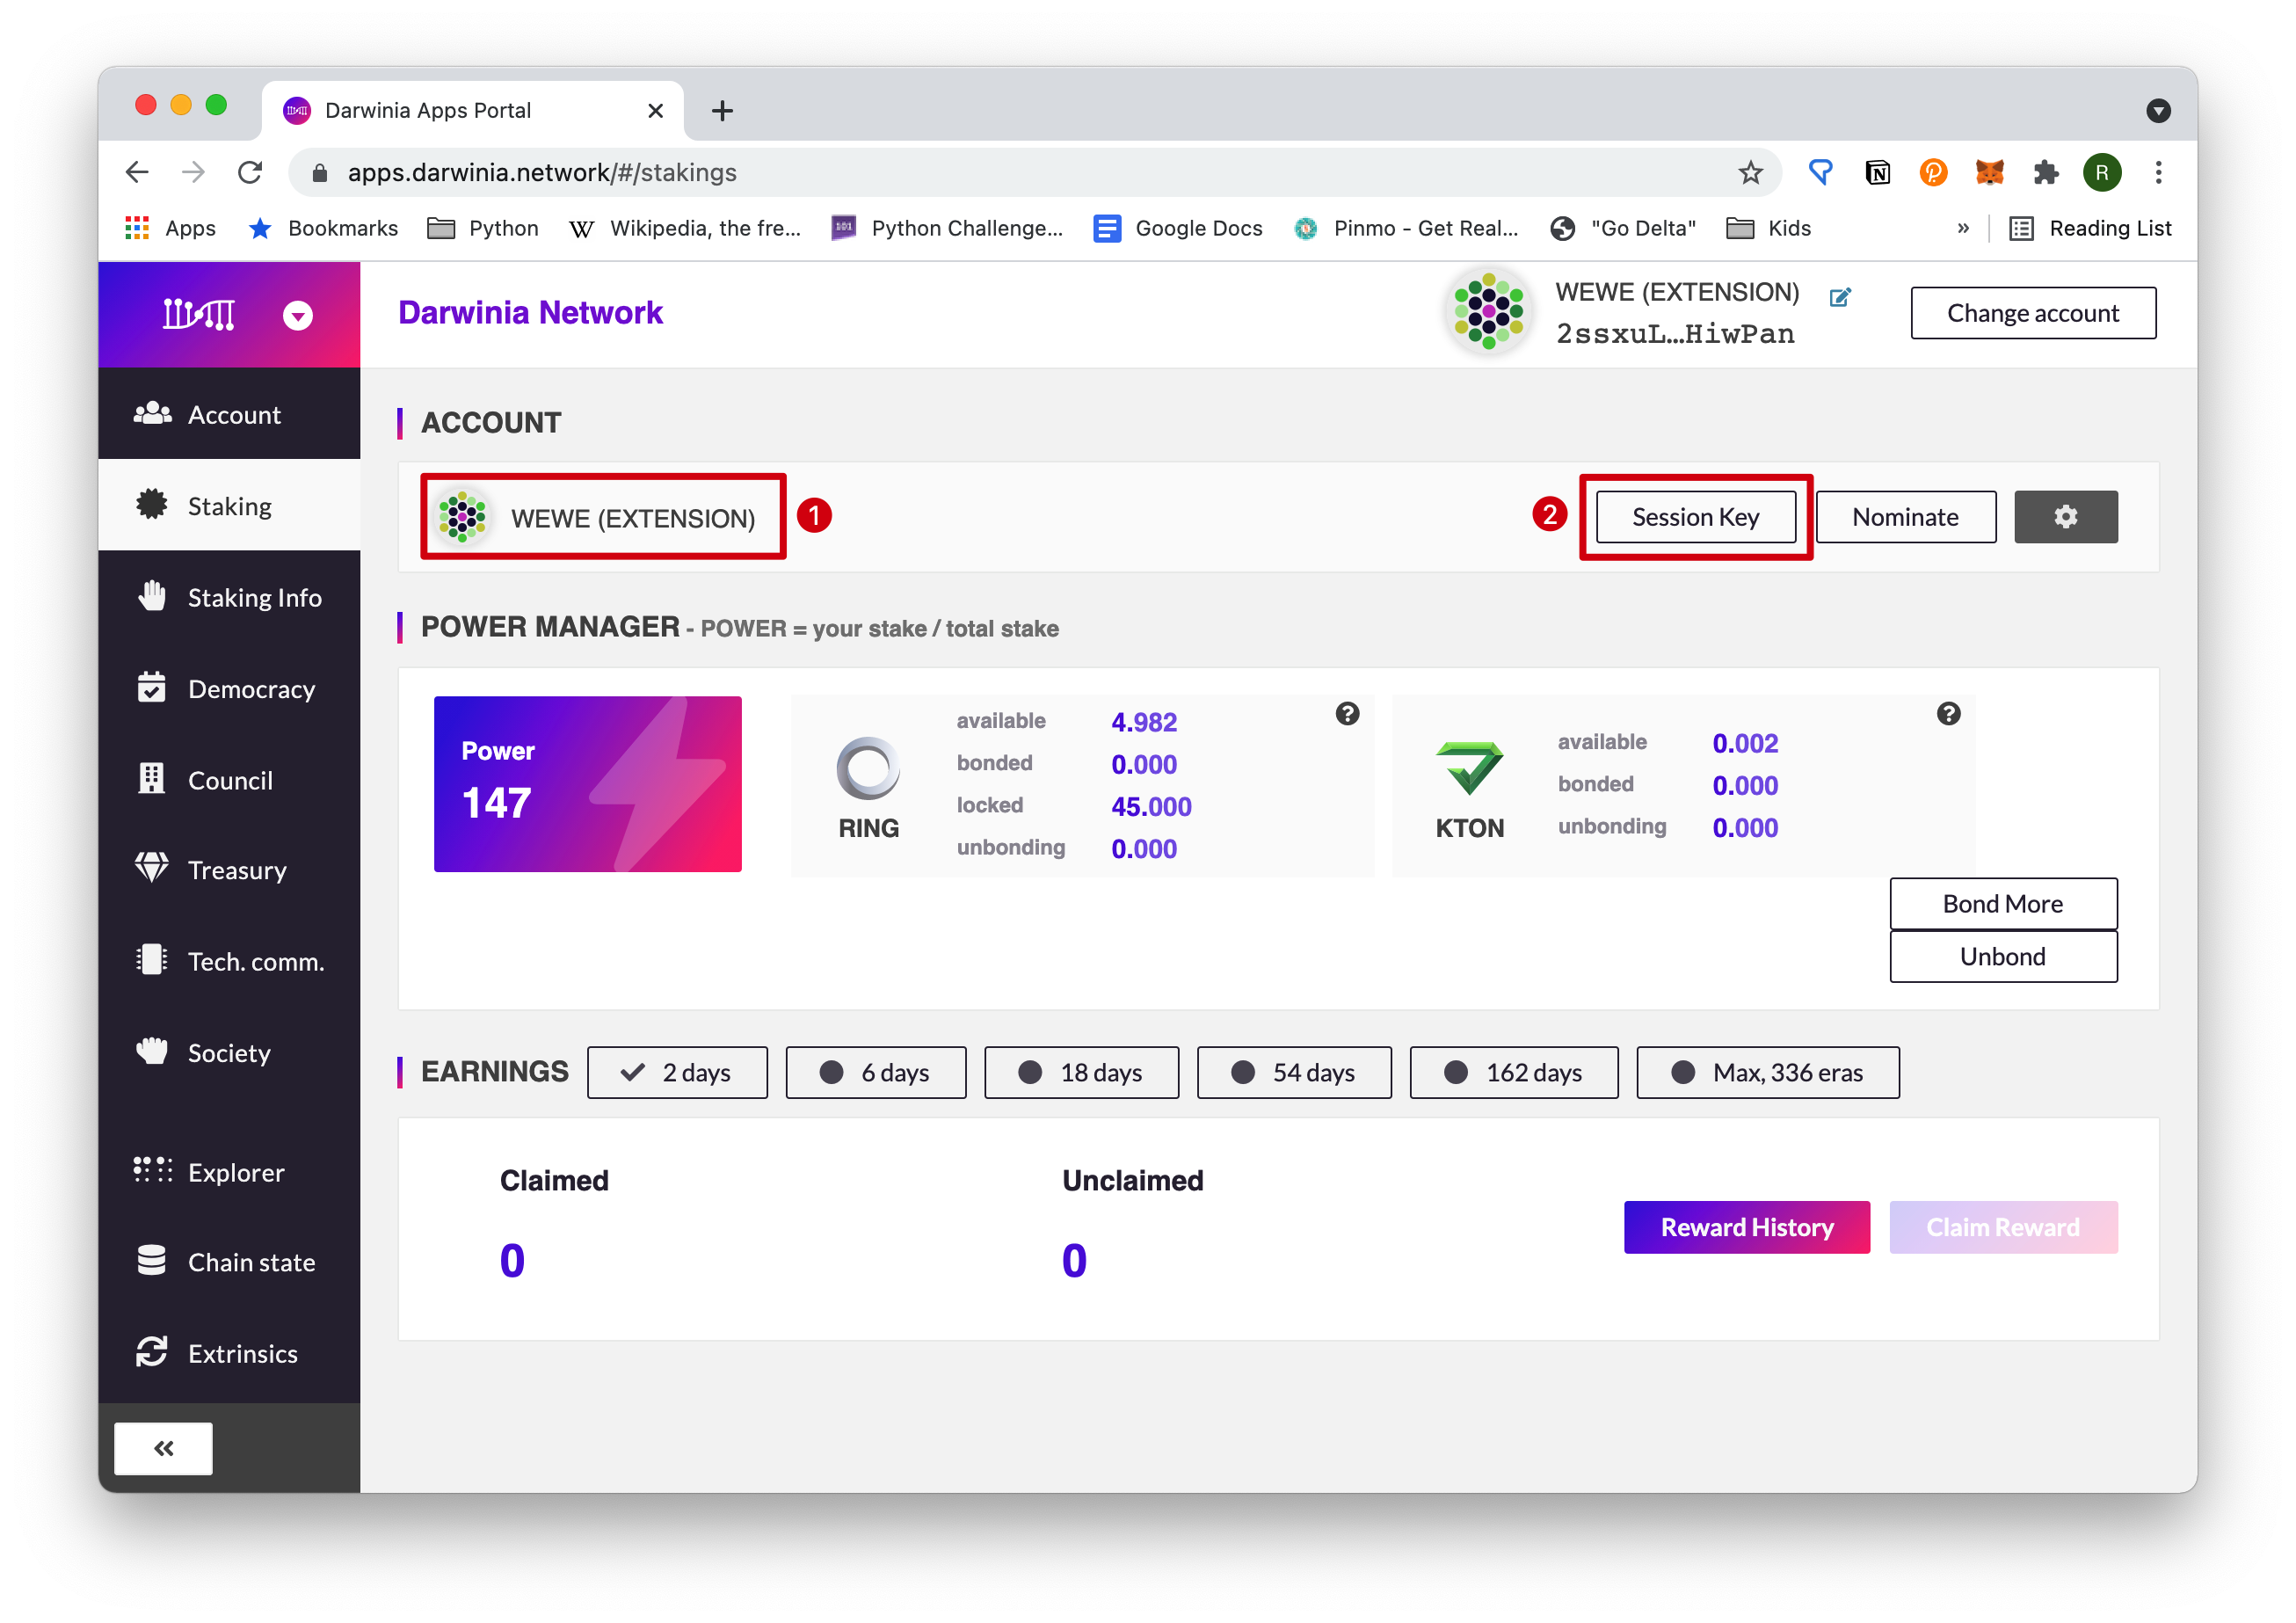 Darwinia Apps Portal
apps.darwinia.network/#/stakings
R
Apps
Bookmarks
Python
W Wikipedia, the fre...
101 Python Challenge...
Google Docs
Pinmo - Get Real...
"Go Delta"
Kids
»
Reading List
Darwinia Network
WEWE (EXTENSION)
2ssxuL…HiwPan
Change account
Account
Staking
Staking Info
Democracy
Council
Treasury
Tech. comm.
Society
Explorer
Chain state
Extrinsics
«
ACCOUNT
WEWE (EXTENSION)
1
2
Session Key
Nominate
POWER MANAGER - POWER = your stake / total stake
Power
147
RING
available 4.982
bonded 0.000
locked 45.000
unbonding 0.000
?
KTON
available 0.002
bonded 0.000
unbonding 0.000
?
Bond More
Unbond
EARNINGS
2 days
6 days
18 days
54 days
162 days
Max, 336 eras
Claimed
0
Unclaimed
0
Reward History
Claim Reward